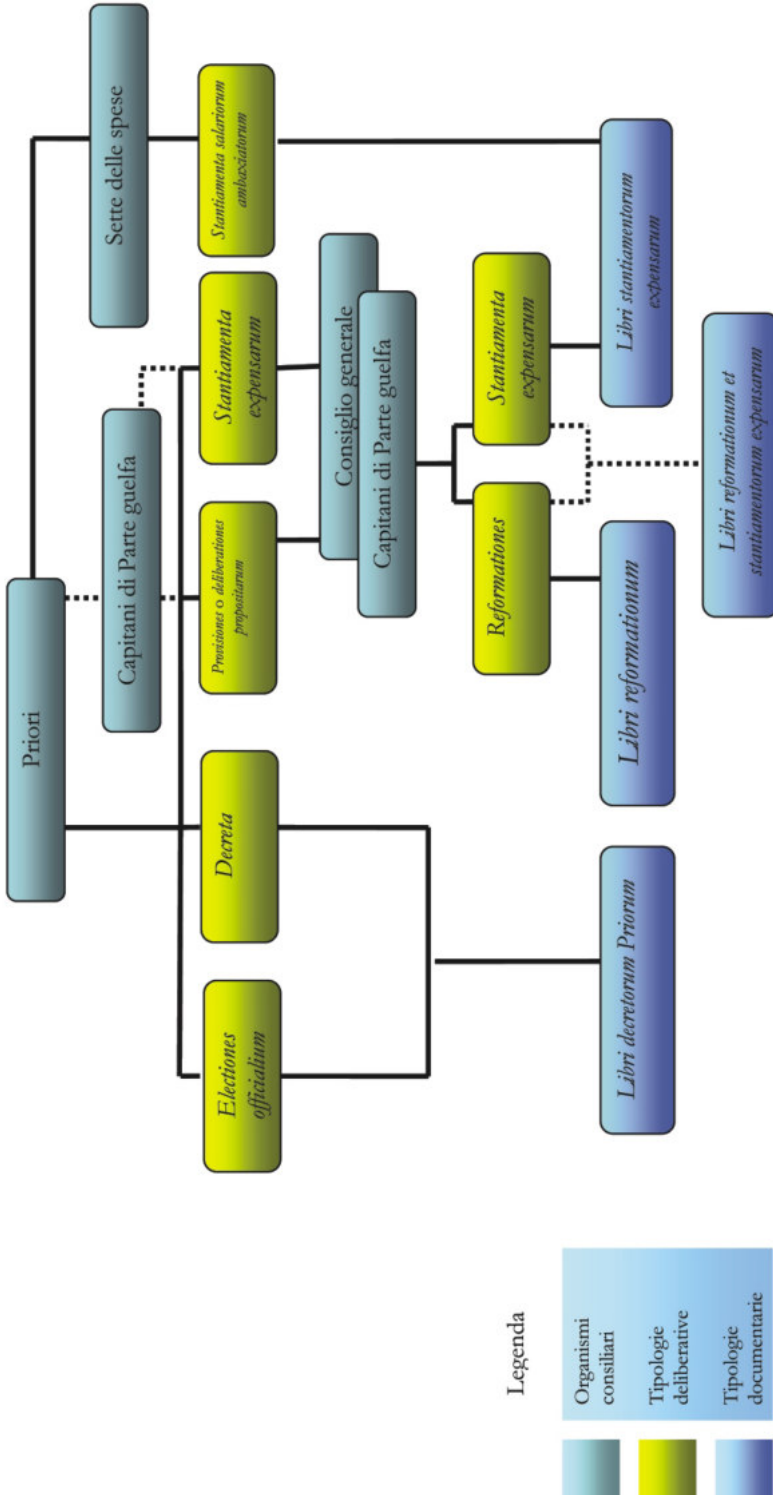 Priori
Sette delle spese
Capitani di Parte guelfa
Electiones
officialium
Decreta
Provisiones o deliberationes
propositarum
Stantiamenta
expensarum
Stantiamenta salariorum
ambaxiatorum
Consiglio generale
Capitani di Parte guelfa
Reformationes
Stantiamenta
expensarum
Libri decretorum Priorum
Libri reformationum
Libri stantiamentorum
expensarum
Libri reformationum et
stantiamentorum expensarum
Legenda
Organismi
consiliari
Tipologie
deliberative
Tipologie
documentarie